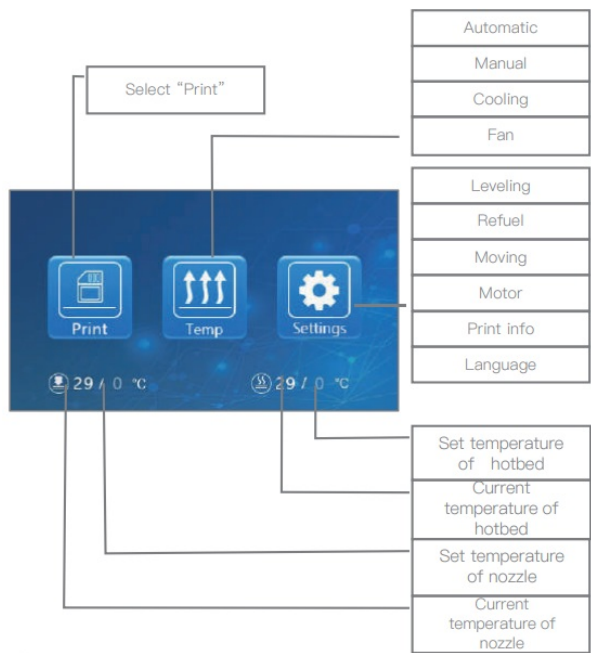 Select “Print”
Automatic
Manual
Cooling
Fan
Leveling
Refuel
Moving
Motor
Print info
Language
Print
Temp
Settings
29 / 0 °C
29 / 0 °C
Set temperature
of hotbed
Current
temperature of
hotbed
Set temperature
of nozzle
Current
temperature of
nozzle